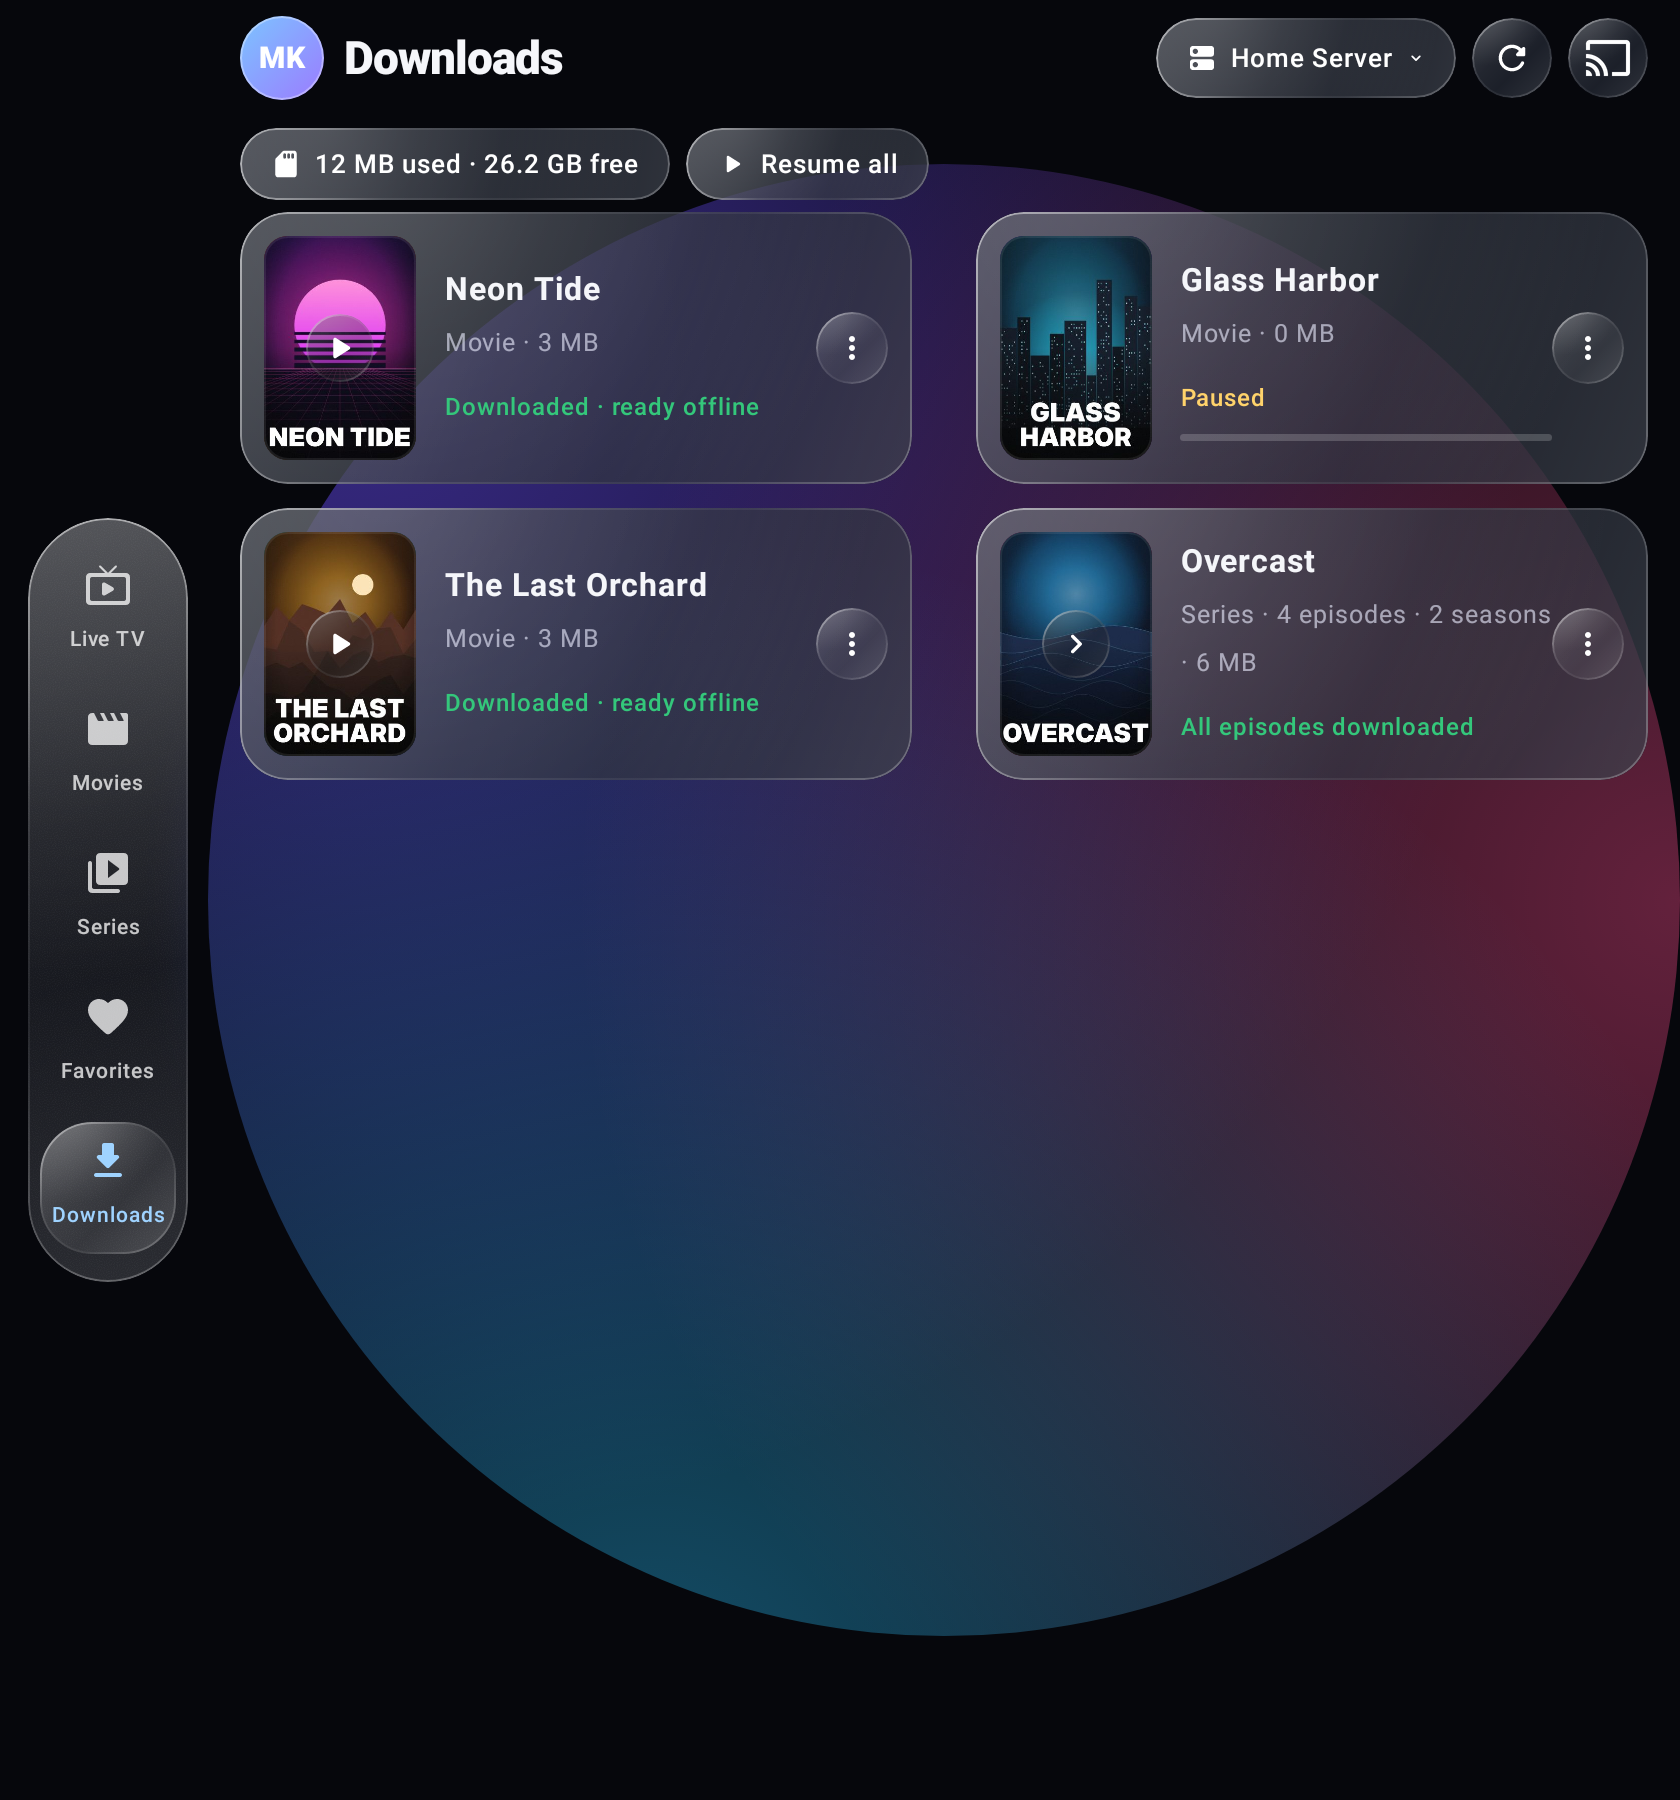 MK
Downloads
Home Server
12 MB used · 26.2 GB free
Resume all
NEON TIDE
Neon Tide
Movie · 3 MB
Downloaded · ready offline
GLASS
HARBOR
Glass Harbor
Movie · 0 MB
Paused
THE LAST
ORCHARD
The Last Orchard
Movie · 3 MB
Downloaded · ready offline
OVERCAST
Overcast
Series · 4 episodes · 2 seasons
· 6 MB
All episodes downloaded
Live TV
Movies
Series
Favorites
Downloads